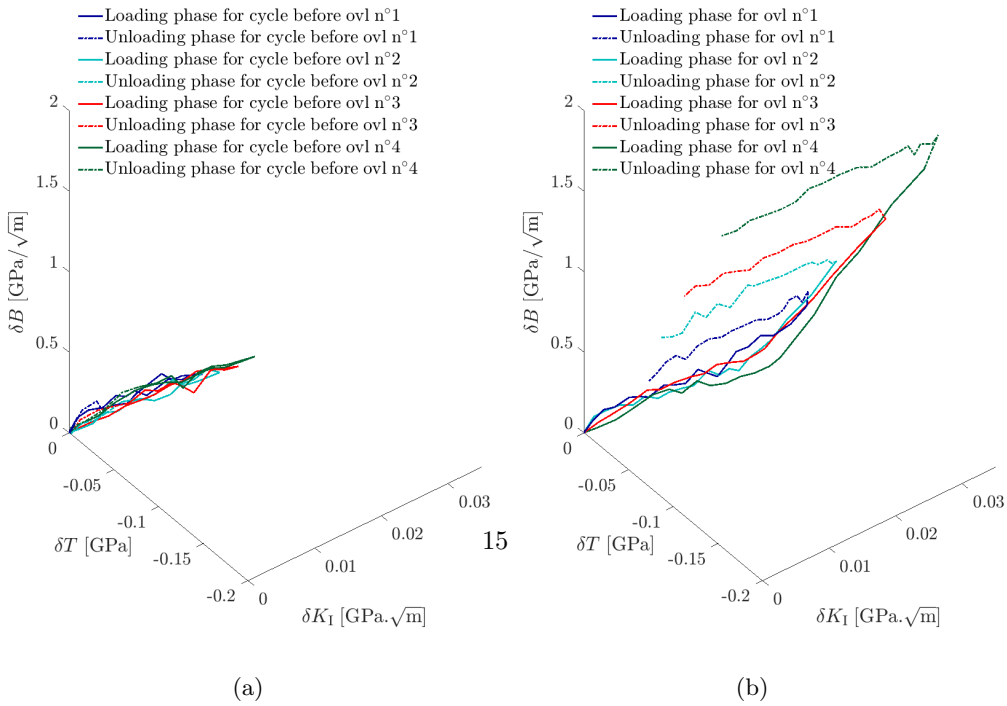 Loading phase for cycle before ovl n°1
Unloading phase for cycle before ovl n°1
Loading phase for cycle before ovl n°2
Unloading phase for cycle before ovl n°2
Loading phase for cycle before ovl n°3
Unloading phase for cycle before ovl n°3
Loading phase for cycle before ovl n°4
Unloading phase for cycle before ovl n°4
2
1.5
1
0.5
0
δB [GPa/√m]
0
-0.05
-0.1
-0.15
-0.2
δT [GPa]
0
0.01
0.02
0.03
δK_I [GPa.√m]
(a)
15
Loading phase for ovl n°1
Unloading phase for ovl n°1
Loading phase for ovl n°2
Unloading phase for ovl n°2
Loading phase for ovl n°3
Unloading phase for ovl n°3
Loading phase for ovl n°4
Unloading phase for ovl n°4
2
1.5
1
0.5
0
δB [GPa/√m]
0
-0.05
-0.1
-0.15
-0.2
δT [GPa]
0
0.01
0.02
0.03
δK_I [GPa.√m]
(b)